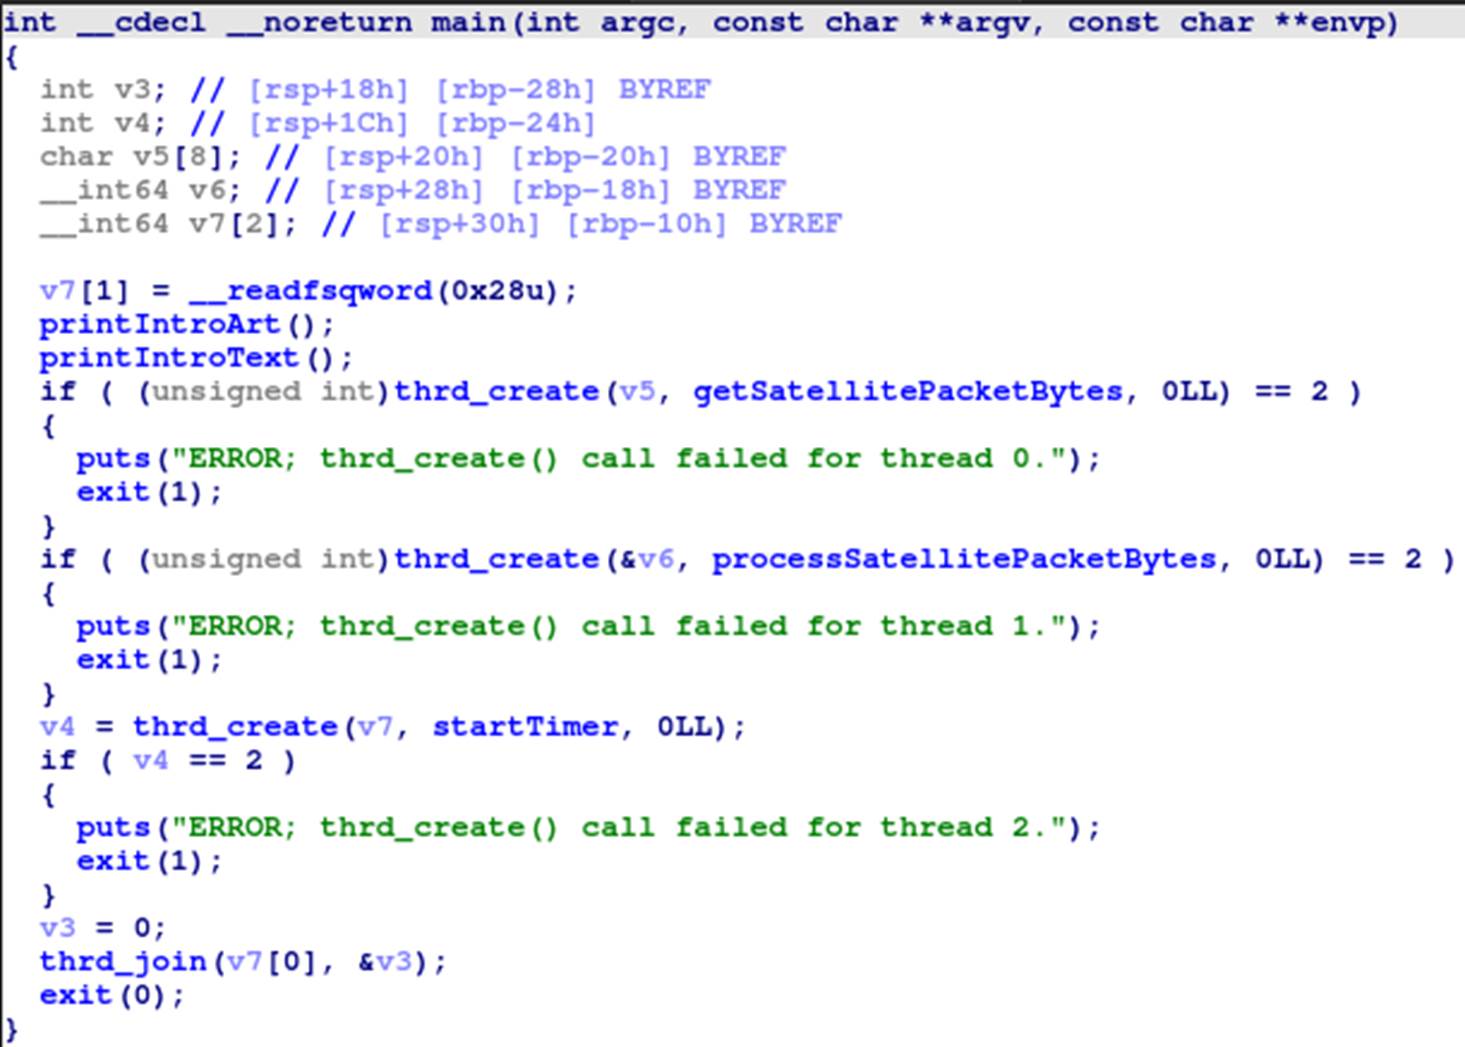 int __cdecl __noreturn main(int argc, const char **argv, const char **envp)
{
  int v3; // [rsp+18h] [rbp-28h] BYREF
  int v4; // [rsp+1Ch] [rbp-24h]
  char v5[8]; // [rsp+20h] [rbp-20h] BYREF
  __int64 v6; // [rsp+28h] [rbp-18h] BYREF
  __int64 v7[2]; // [rsp+30h] [rbp-10h] BYREF

  v7[1] = __readfsqword(0x28u);
  printIntroArt();
  printIntroText();
  if ( (unsigned int)thrd_create(v5, getSatellitePacketBytes, 0LL) == 2 )
  {
    puts("ERROR; thrd_create() call failed for thread 0.");
    exit(1);
  }
  if ( (unsigned int)thrd_create(&v6, processSatellitePacketBytes, 0LL) == 2 )
  {
    puts("ERROR; thrd_create() call failed for thread 1.");
    exit(1);
  }
  v4 = thrd_create(v7, startTimer, 0LL);
  if ( v4 == 2 )
  {
    puts("ERROR; thrd_create() call failed for thread 2.");
    exit(1);
  }
  v3 = 0;
  thrd_join(v7[0], &v3);
  exit(0);
}